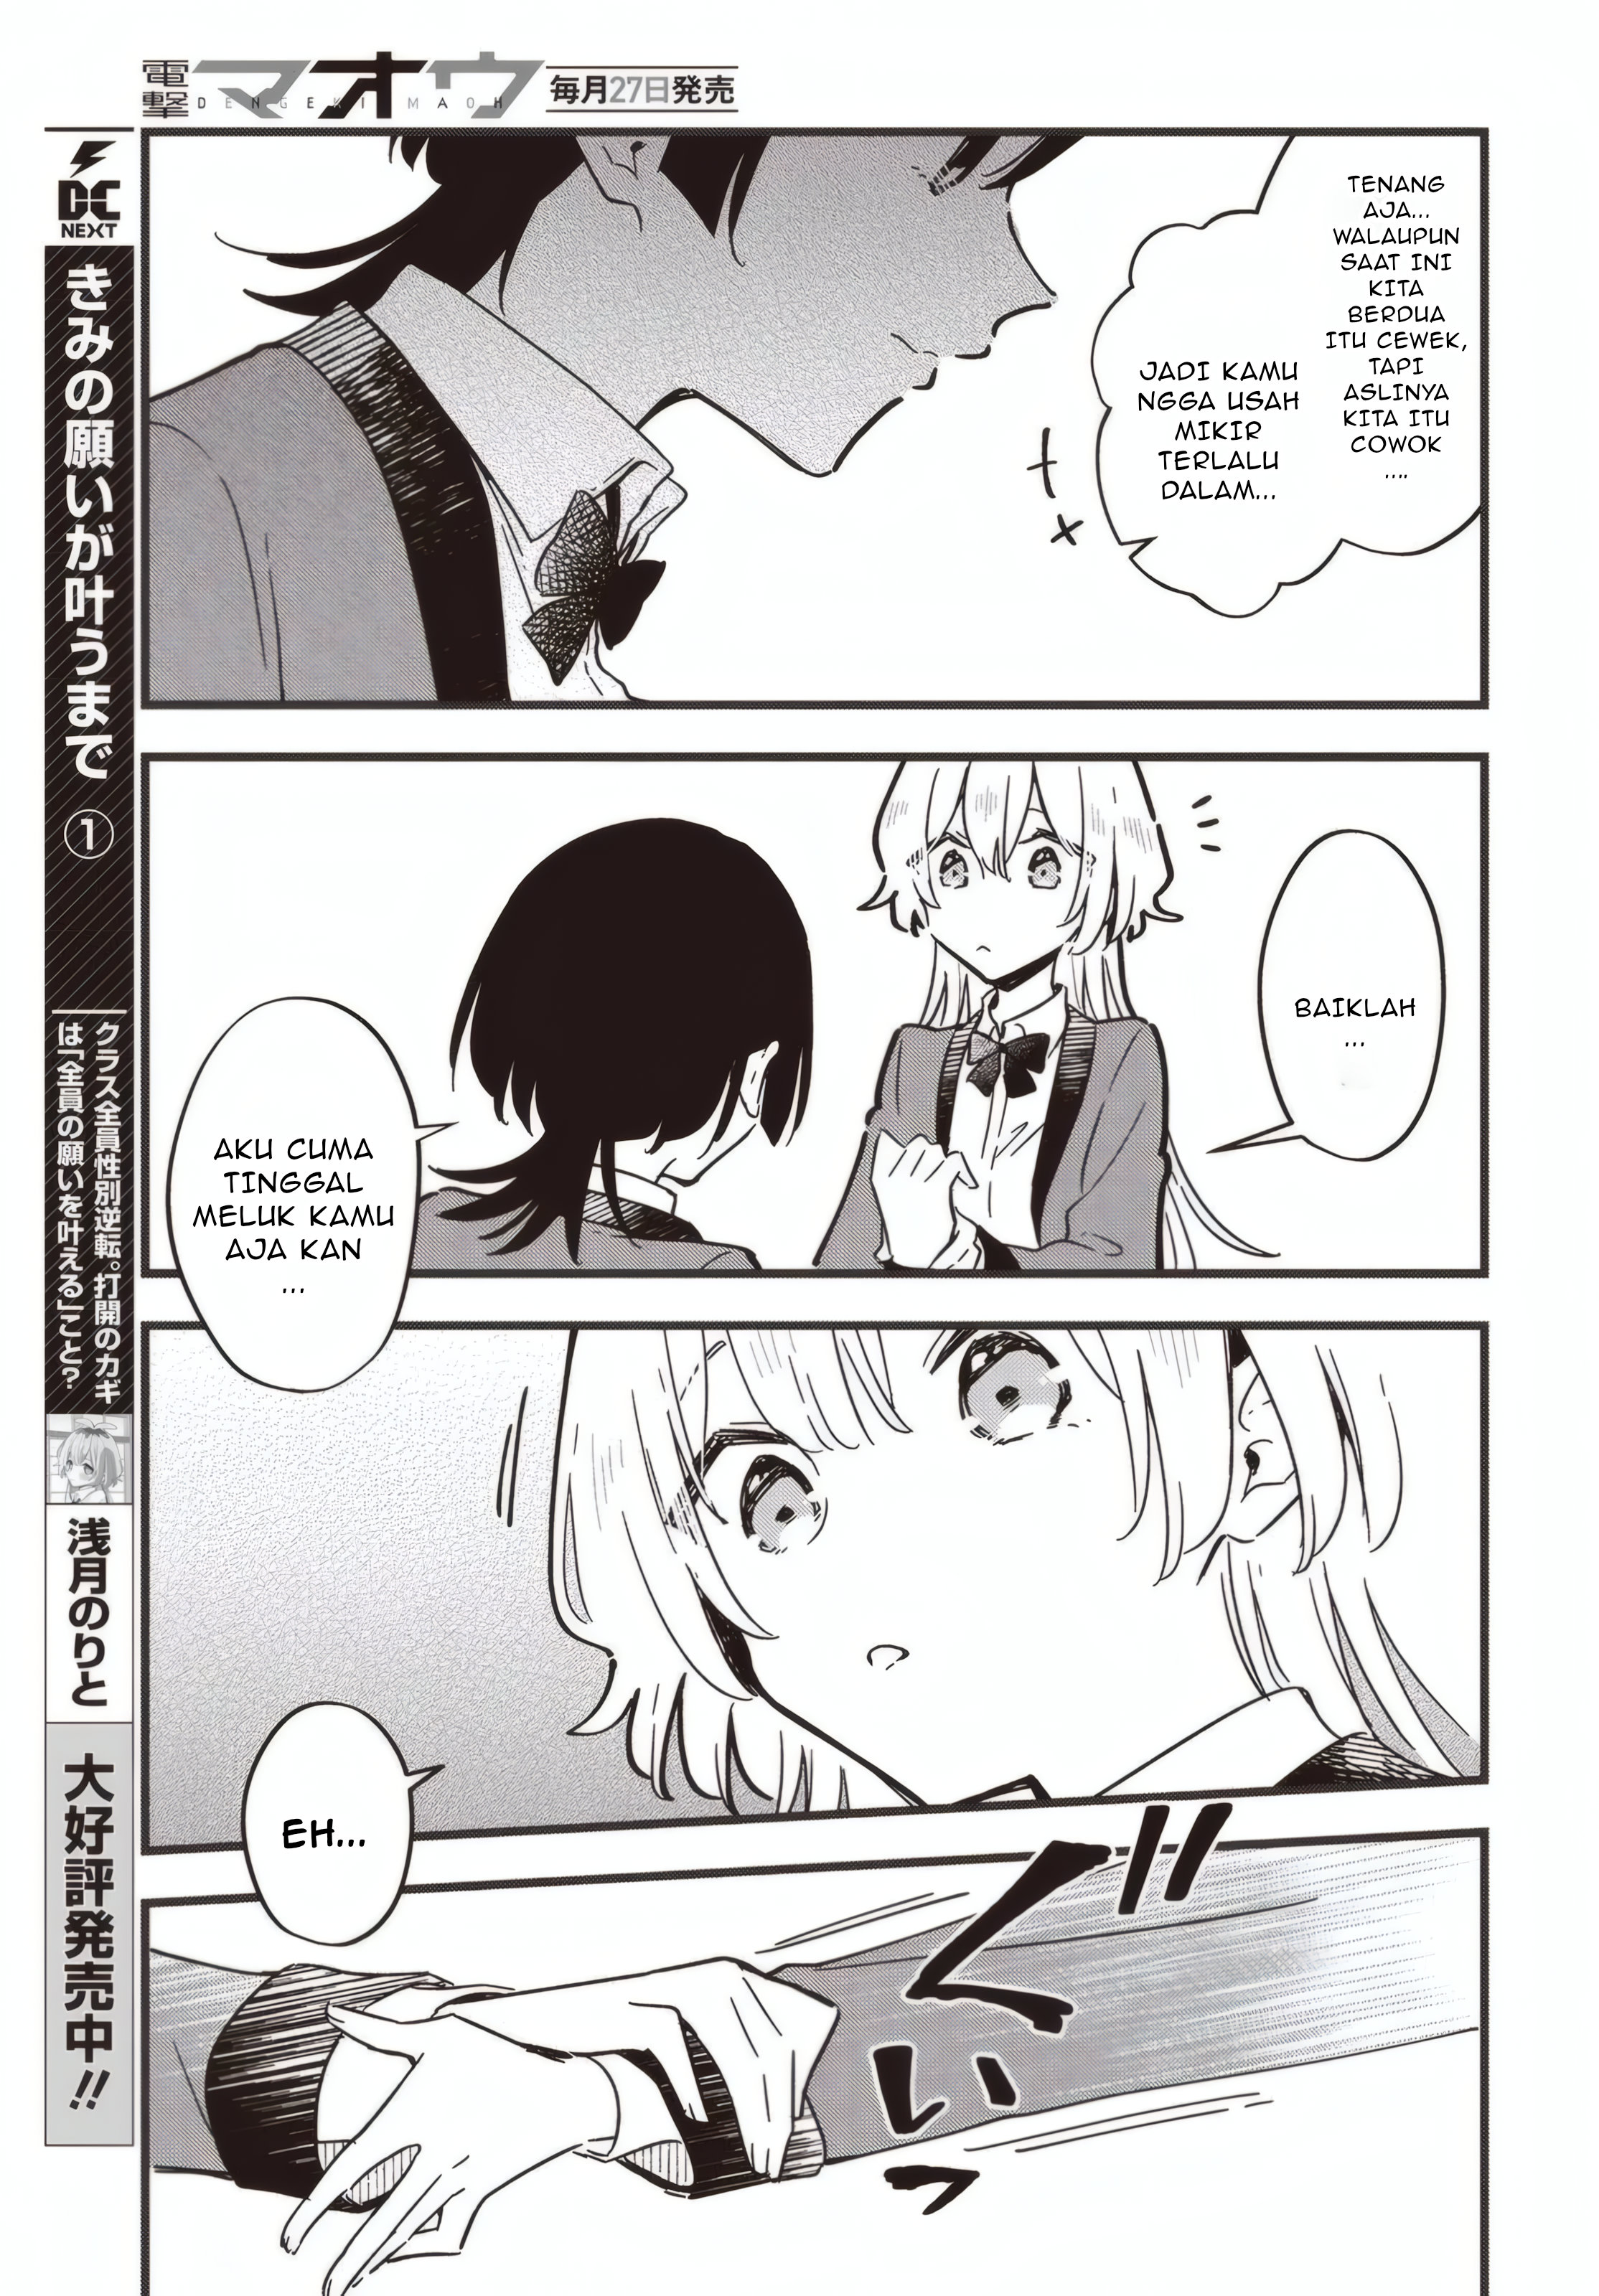 電撃マオウ
DENGEKI MAOH
毎月27日発売
DC
NEXT
きみの願いが叶うまで ①
クラス全員性別逆転。打開のカギ
は「全員の願いを叶える」こと?
浅月のりと
大好評発売中!!
TENANG
AJA...
WALAUPUN
SAAT INI
KITA
BERDUA
ITU CEWEK,
TAPI
ASLINYA
KITA ITU
COWOK
....
JADI KAMU
NGGA USAH
MIKIR
TERLALU
DALAM...
BAIKLAH
...
AKU CUMA
TINGGAL
MELUK KAMU
AJA KAN
...
EH...
ぐいっ